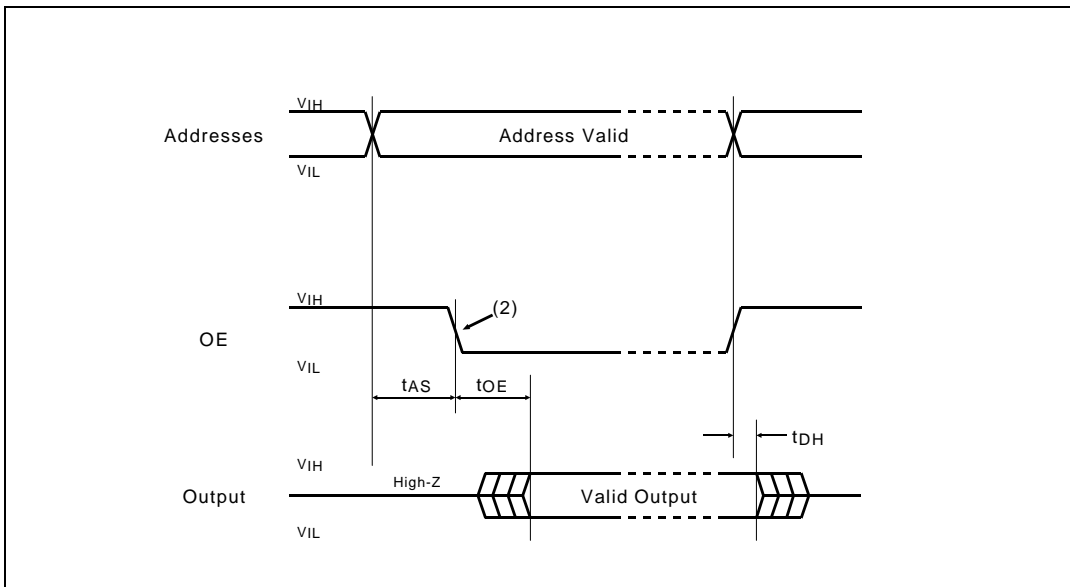 VIH
Addresses
Address Valid
VIL
VIH
(2)
OE
VIL
tAS
tOE
tDH
VIH
High-Z
Output
Valid Output
VIL